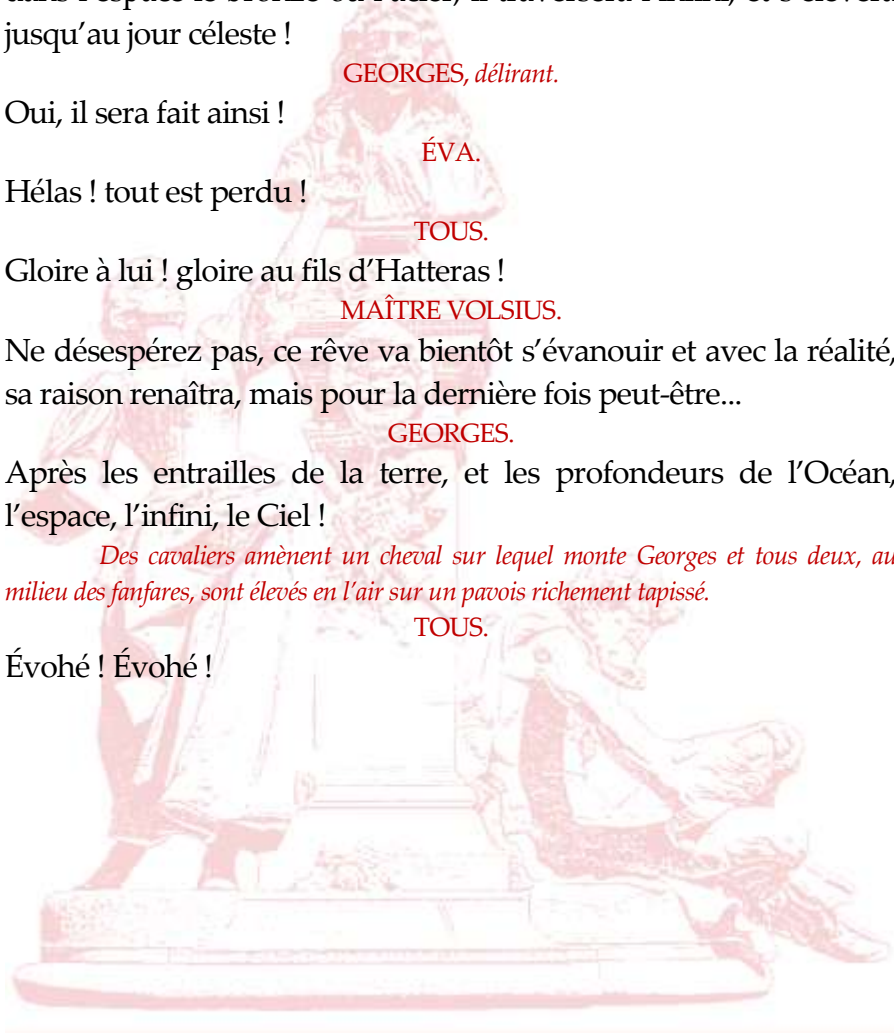 jusqu’au jour céleste !
GEORGES, délirant.
Oui, il sera fait ainsi !
ÉVA.
Hélas ! tout est perdu !
TOUS.
Gloire à lui ! gloire au fils d’Hatteras !
MAÎTRE VOLSIUS.
Ne désespérez pas, ce rêve va bientôt s’évanouir et avec la réalité,
sa raison renaîtra, mais pour la dernière fois peut-être...
GEORGES.
Après les entrailles de la terre, et les profondeurs de l’Océan,
l’espace, l’infini, le Ciel !
Des cavaliers amènent un cheval sur lequel monte Georges et tous deux, au
milieu des fanfares, sont élevés en l’air sur un pavois richement tapissé.
TOUS.
Évohé ! Évohé !